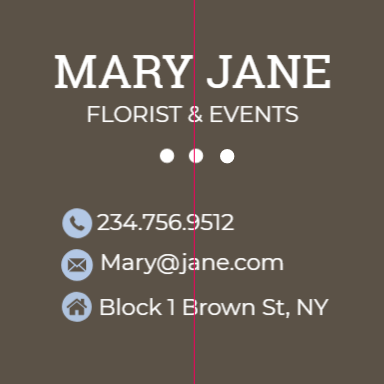 MARY JANE
FLORIST & EVENTS
234.756.9512
Mary@jane.com
Block 1 Brown St, NY